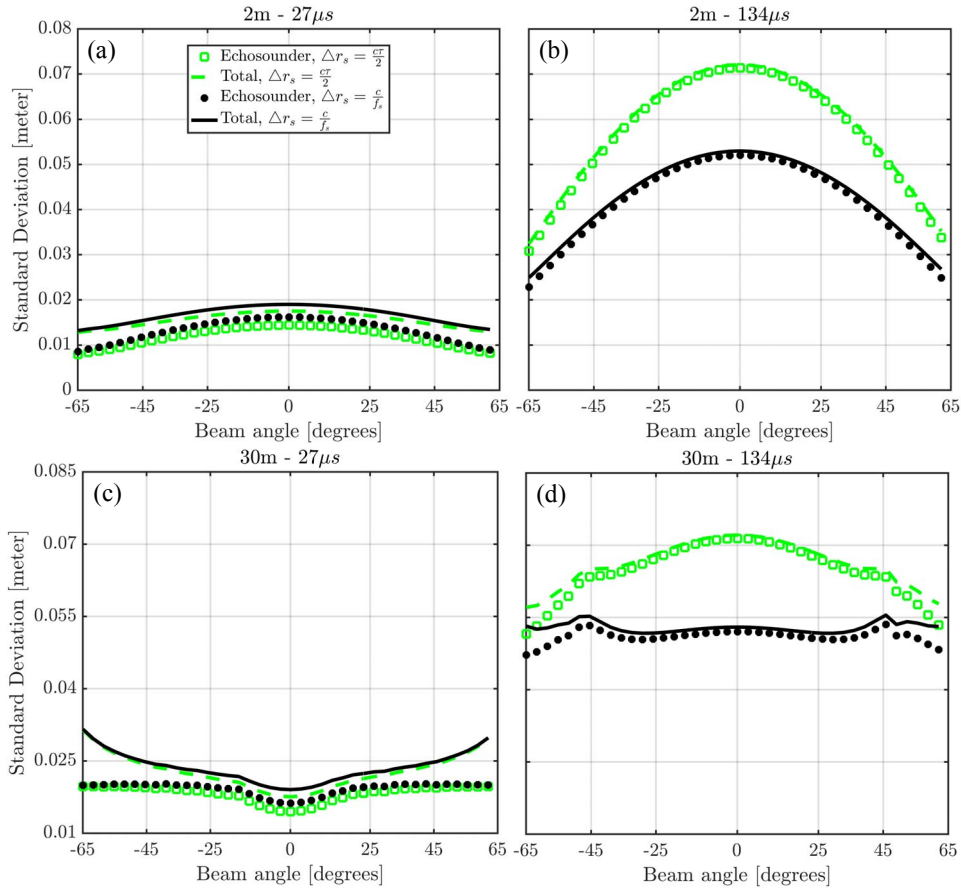 2m - 27μs
(a)
Echosounder, △r_s = cτ/2
Total, △r_s = cτ/2
Echosounder, △r_s = c/f_s
Total, △r_s = c/f_s
Standard Deviation [meter]
0.08
0.07
0.06
0.05
0.04
0.03
0.02
0.01
0
-65 -45 -25 0 25 45 65
Beam angle [degrees]
2m - 134μs
(b)
-65 -45 -25 0 25 45 65
Beam angle [degrees]
30m - 27μs
(c)
Standard Deviation [meter]
0.085
0.07
0.055
0.04
0.025
0.01
-65 -45 -25 0 25 45 65
Beam angle [degrees]
30m - 134μs
(d)
-65 -45 -25 0 25 45 65
Beam angle [degrees]